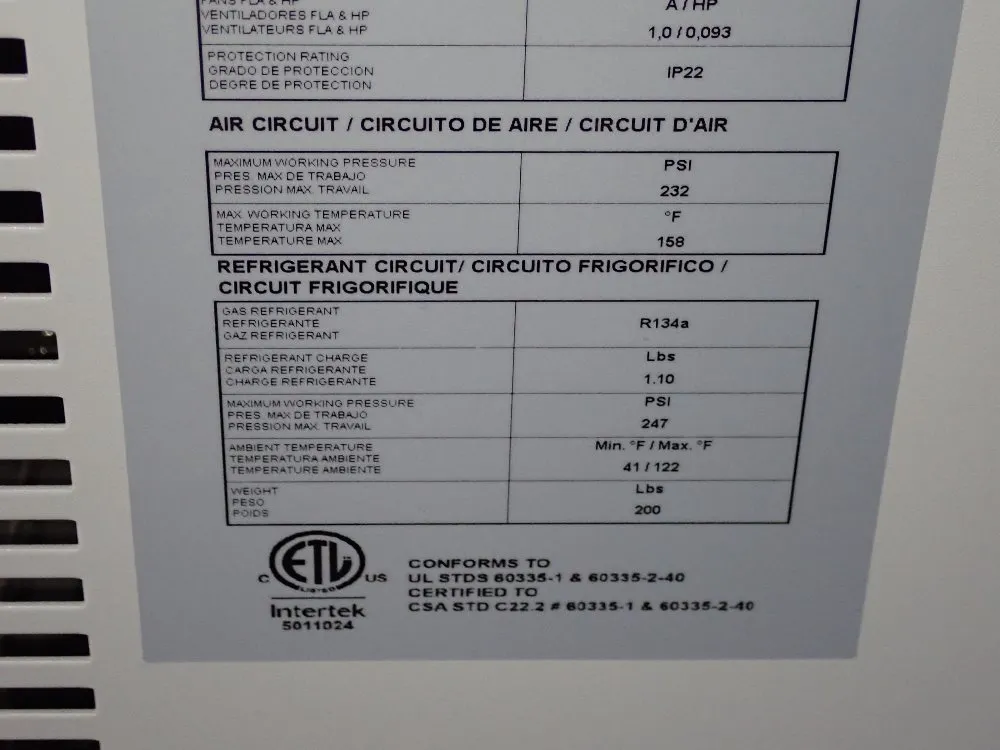 FANS FLA & HP
VENTILADORES FLA & HP
VENTILATEURS FLA & HP
A / HP
1,0 / 0,093
PROTECTION RATING
GRADO DE PROTECCION
DEGRE DE PROTECTION
IP22
AIR CIRCUIT / CIRCUITO DE AIRE / CIRCUIT D'AIR
MAXIMUM WORKING PRESSURE
PRES. MAX DE TRABAJO
PRESSION MAX. TRAVAIL
PSI
232
MAX. WORKING TEMPERATURE
TEMPERATURA MAX
TEMPERATURE MAX
°F
158
REFRIGERANT CIRCUIT/ CIRCUITO FRIGORIFICO /
CIRCUIT FRIGORIFIQUE
GAS REFRIGERANT
REFRIGERANTE
GAZ REFRIGERANT
R134a
REFRIGERANT CHARGE
CARGA REFRIGERANTE
CHARGE REFRIGERANTE
Lbs
1.10
MAXIMUM WORKING PRESSURE
PRES. MAX DE TRABAJO
PRESSION MAX. TRAVAIL
PSI
247
AMBIENT TEMPERATURE
TEMPERATURA AMBIENTE
TEMPERATURE AMBIENTE
Min. °F / Max. °F
41 / 122
WEIGHT
PESO
POIDS
Lbs
200
C ETL US
LISTED
Intertek
5011024
CONFORMS TO
UL STDS 60335-1 & 60335-2-40
CERTIFIED TO
CSA STD C22.2 # 60335-1 & 60335-2-40